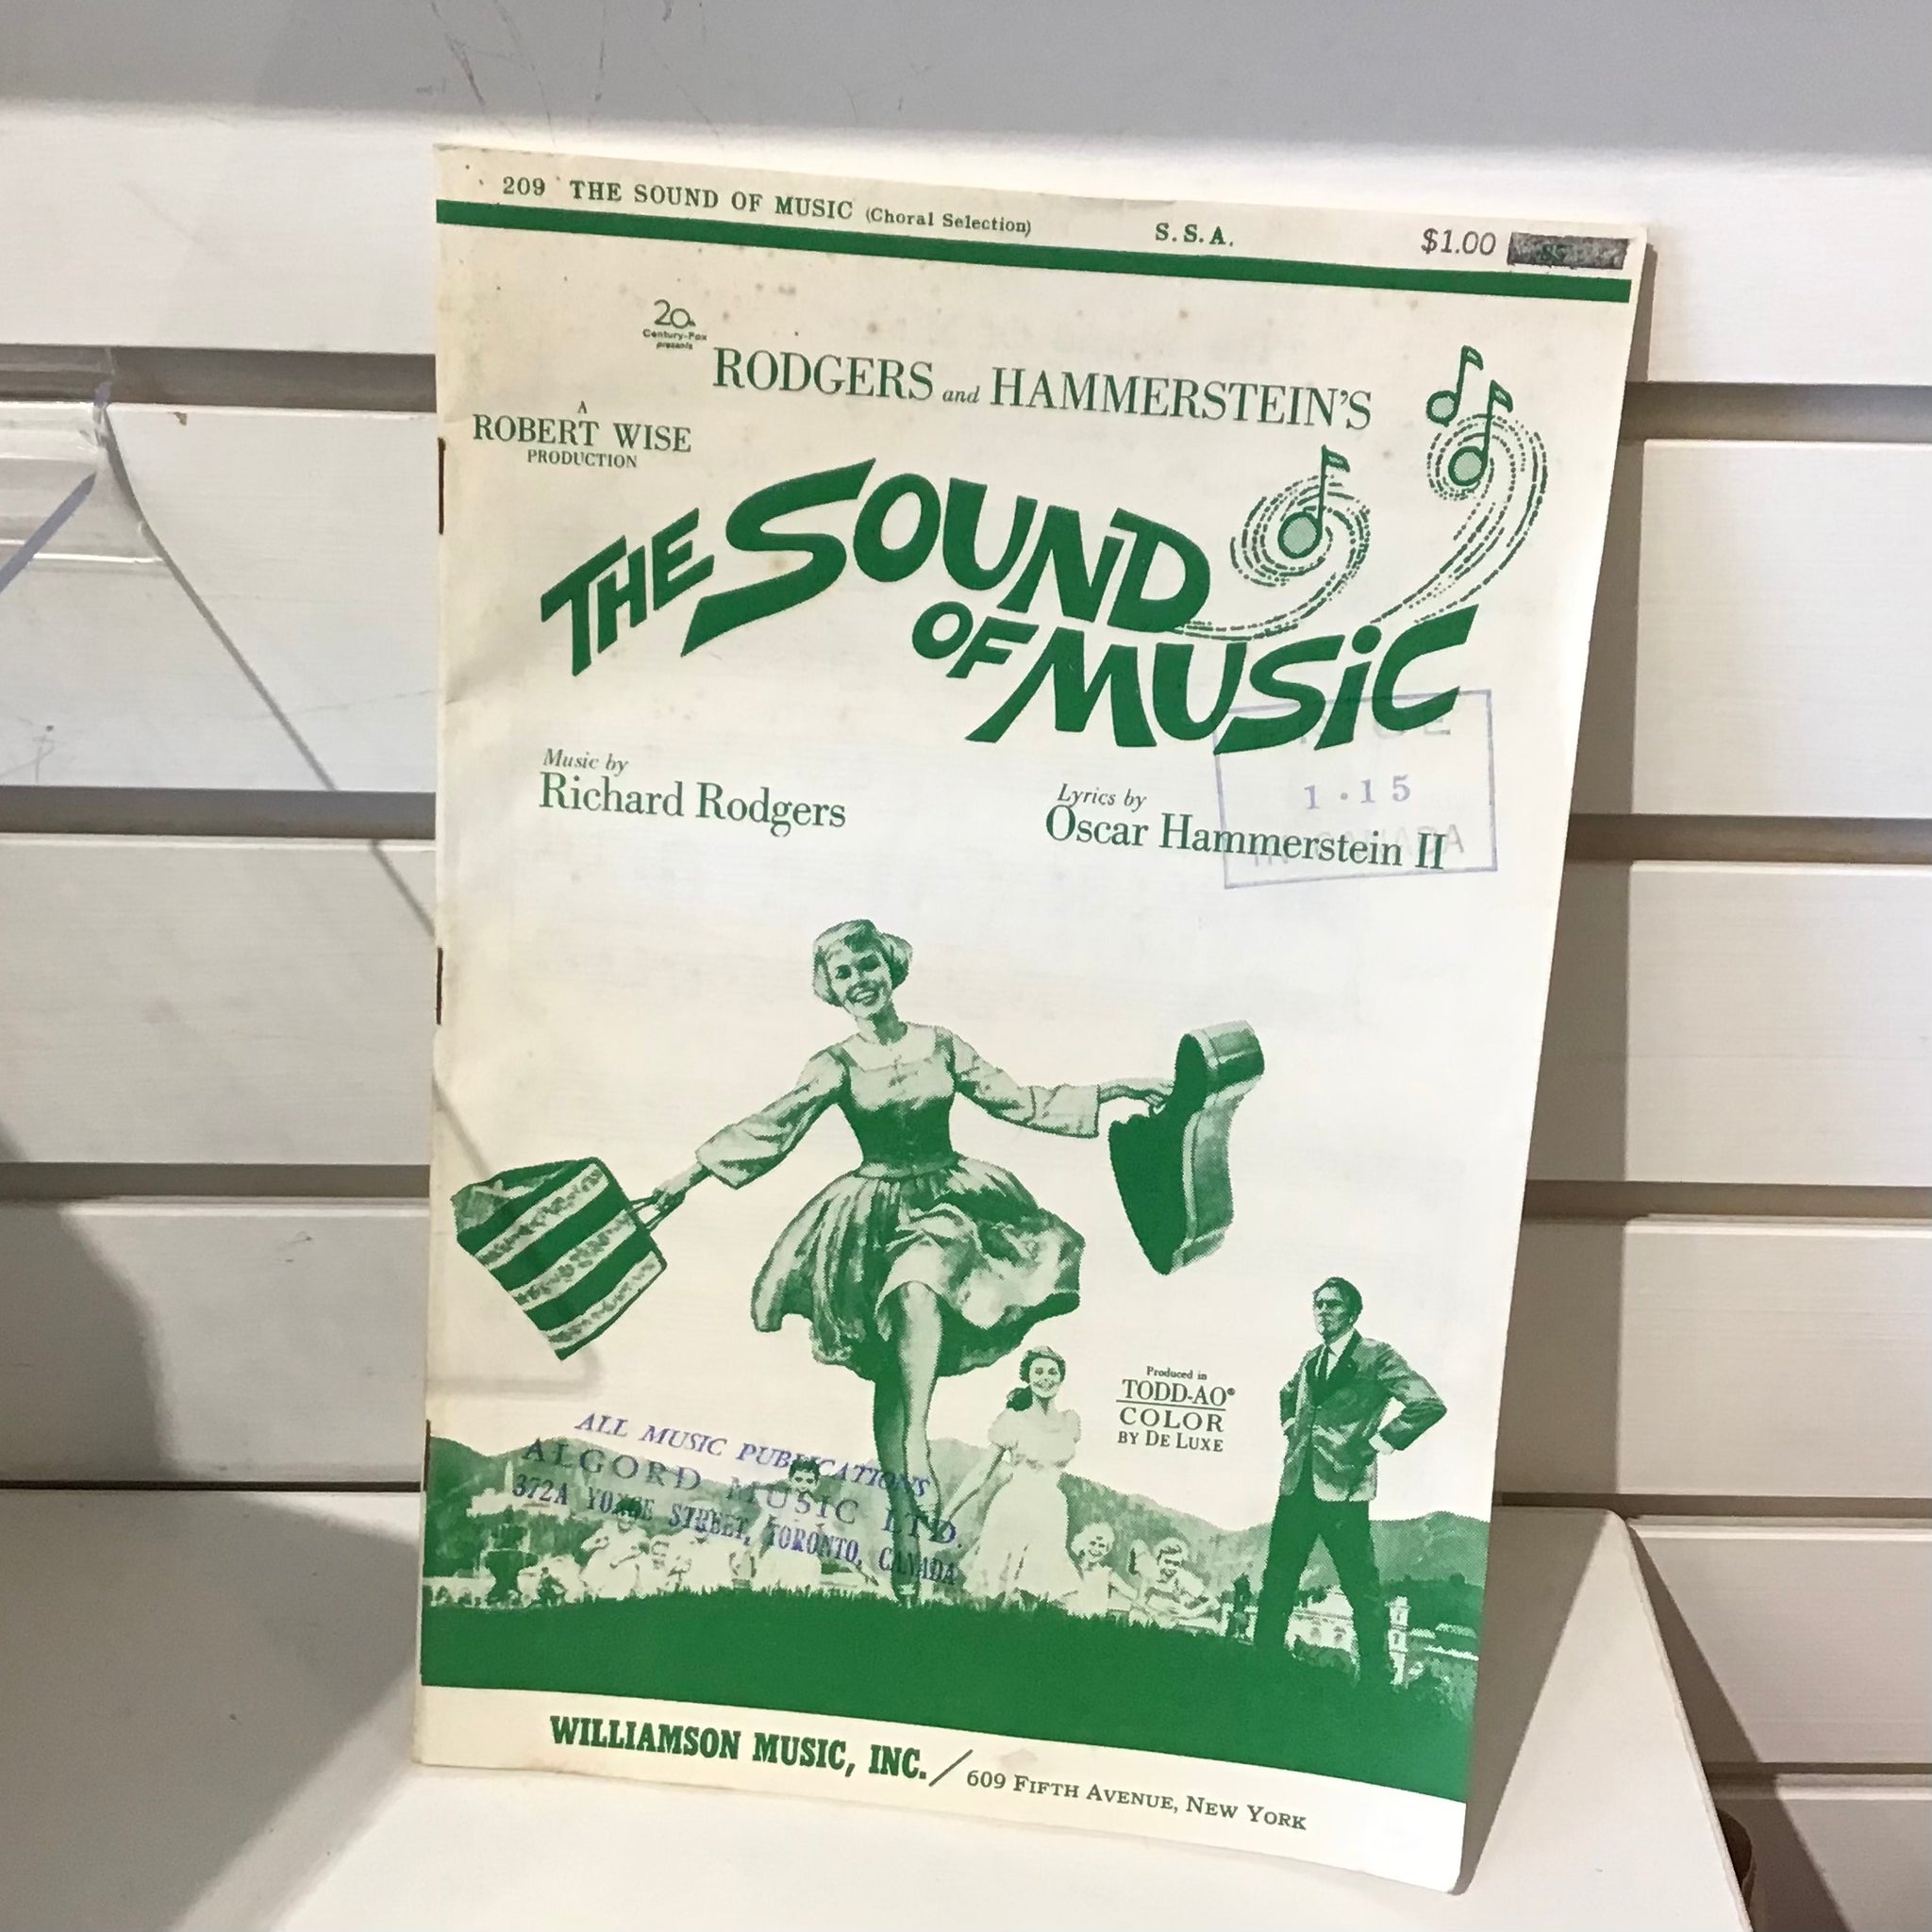 209 THE SOUND OF MUSIC (Choral Selection) S.S.A. $1.00
20th
Century-Fox
presents
RODGERS and HAMMERSTEIN'S
A
ROBERT WISE
PRODUCTION
THE SOUND
OF MUSIC
Music by
Richard Rodgers
Lyrics by
Oscar Hammerstein II
PRICE
1.15
IN CANADA
Produced in
TODD-AO®
COLOR
BY DE LUXE
ALL MUSIC PUBLICATIONS
ALGORD MUSIC LTD.
372A YONGE STREET, TORONTO, CANADA
WILLIAMSON MUSIC, INC. / 609 FIFTH AVENUE, NEW YORK